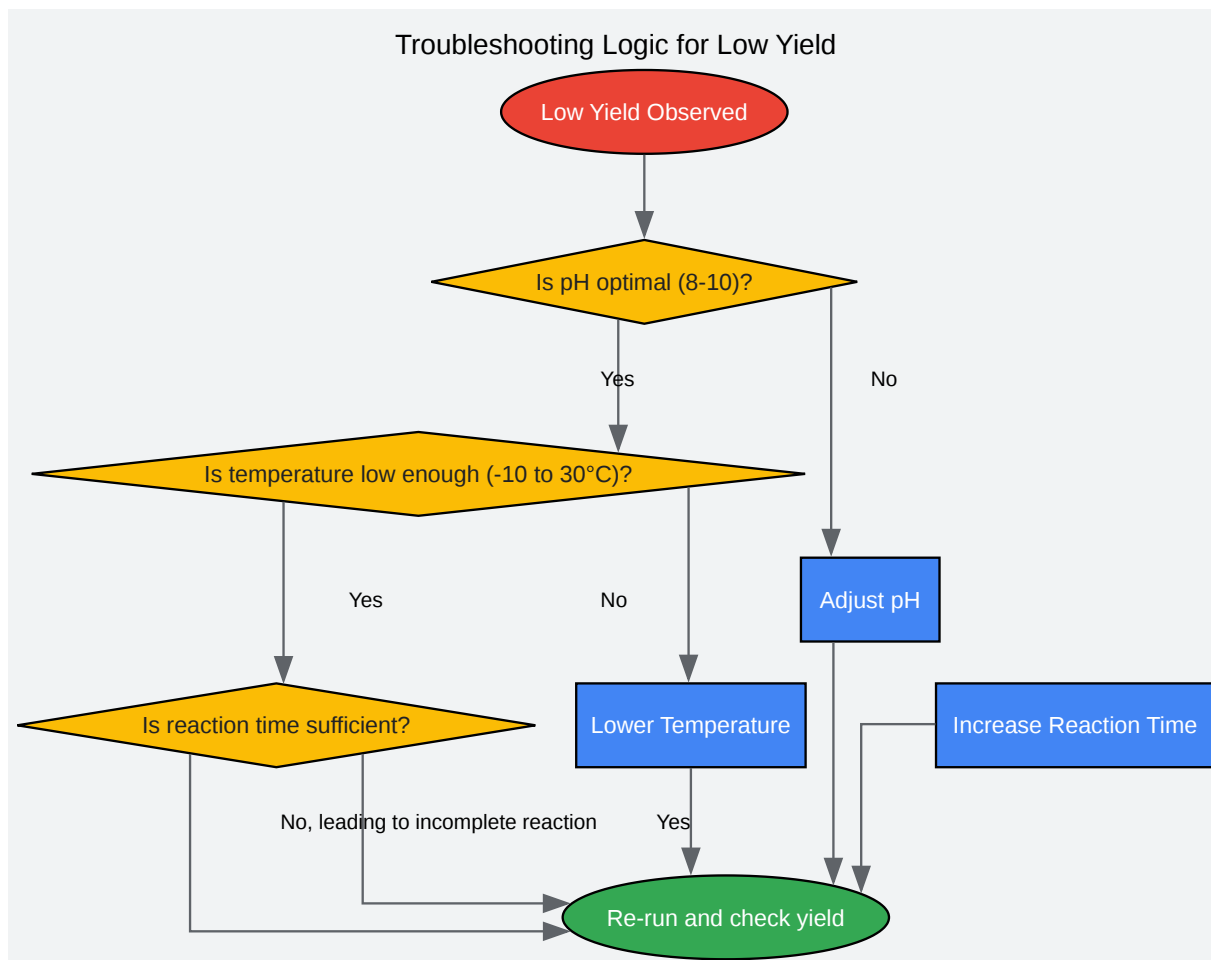 Troubleshooting Logic for Low Yield
Low Yield Observed
Is pH optimal (8-10)?
Yes
No
Is temperature low enough (-10 to 30°C)?
Yes
No
Adjust pH
Is reaction time sufficient?
Lower Temperature
Increase Reaction Time
No, leading to incomplete reaction
Yes
Re-run and check yield